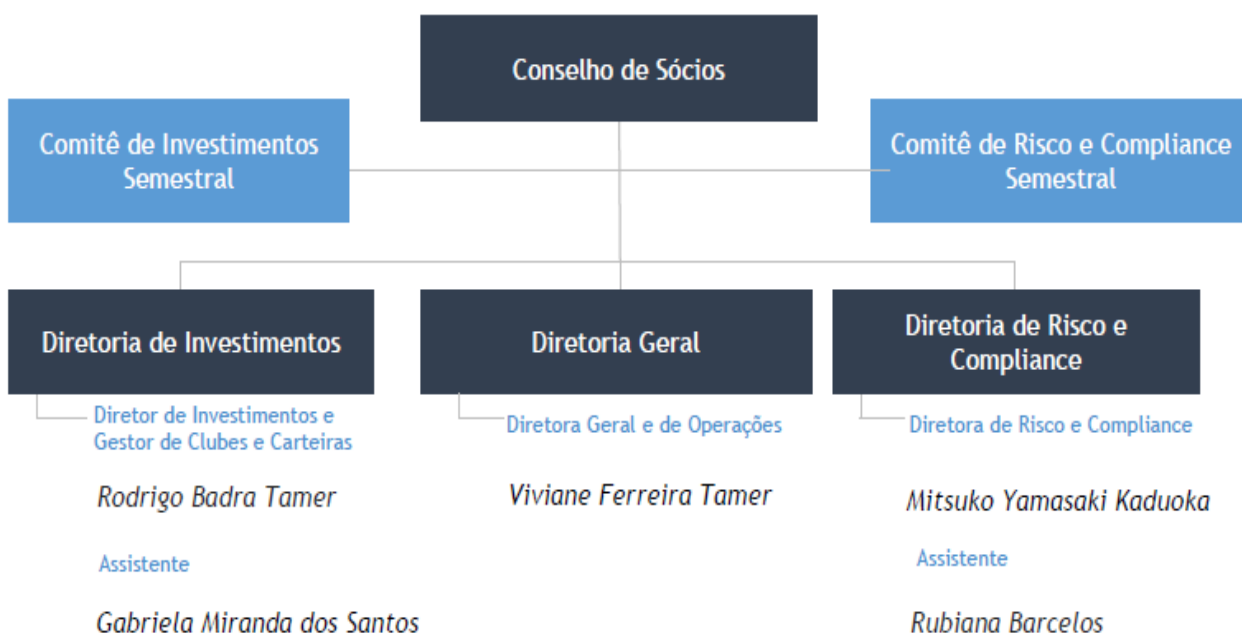 Conselho de Sócios
Comitê de Investimentos
Semestral
Comitê de Risco e Compliance
Semestral
Diretoria de Investimentos
Diretor de Investimentos e
Gestor de Clubes e Carteiras
Rodrigo Badra Tamer
Assistente
Gabriela Miranda dos Santos
Diretoria Geral
Diretora Geral e de Operações
Viviane Ferreira Tamer
Diretoria de Risco e
Compliance
Diretora de Risco e Compliance
Mitsuko Yamasaki Kaduoka
Assistente
Rubiana Barcelos